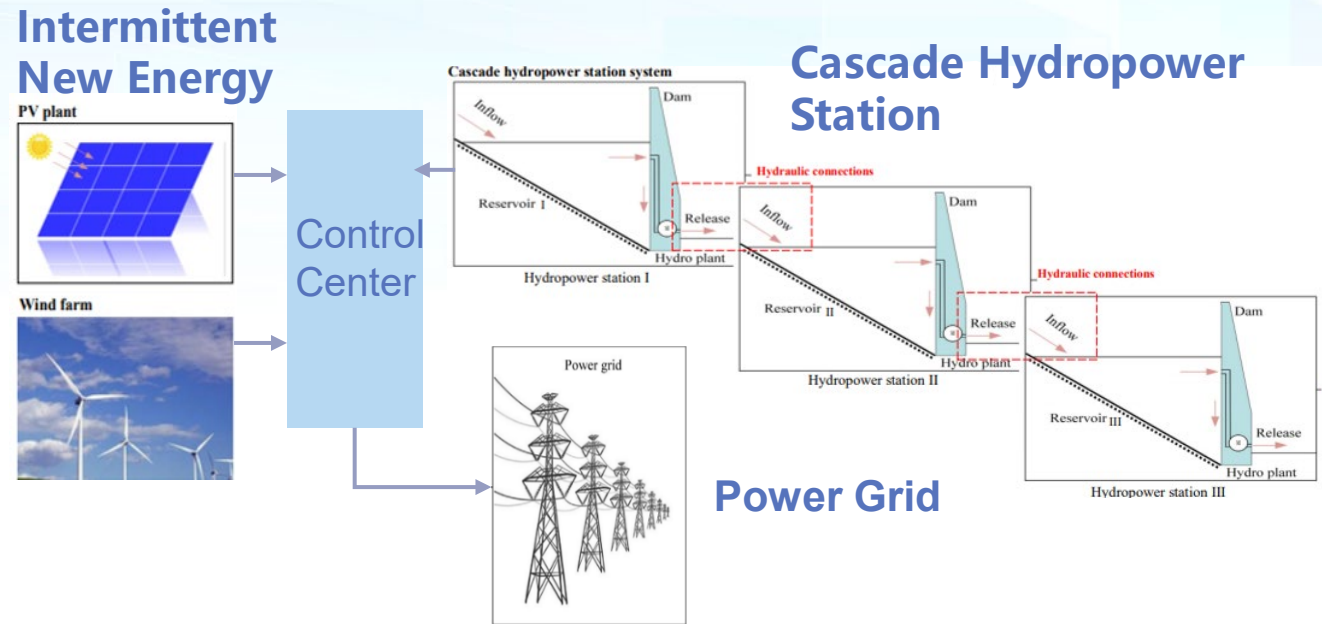 Intermittent
New Energy
PV plant
Wind farm
Control
Center
Cascade hydropower station system
Cascade Hydropower
Station
Inflow
Dam
Reservoir I
Release
Hydro plant
Hydropower station I
Hydraulic connections
Inflow
Dam
Reservoir II
Release
Hydro plant
Hydropower station II
Hydraulic connections
Inflow
Dam
Reservoir III
Release
Hydro plant
Hydropower station III
Power grid
Power Grid